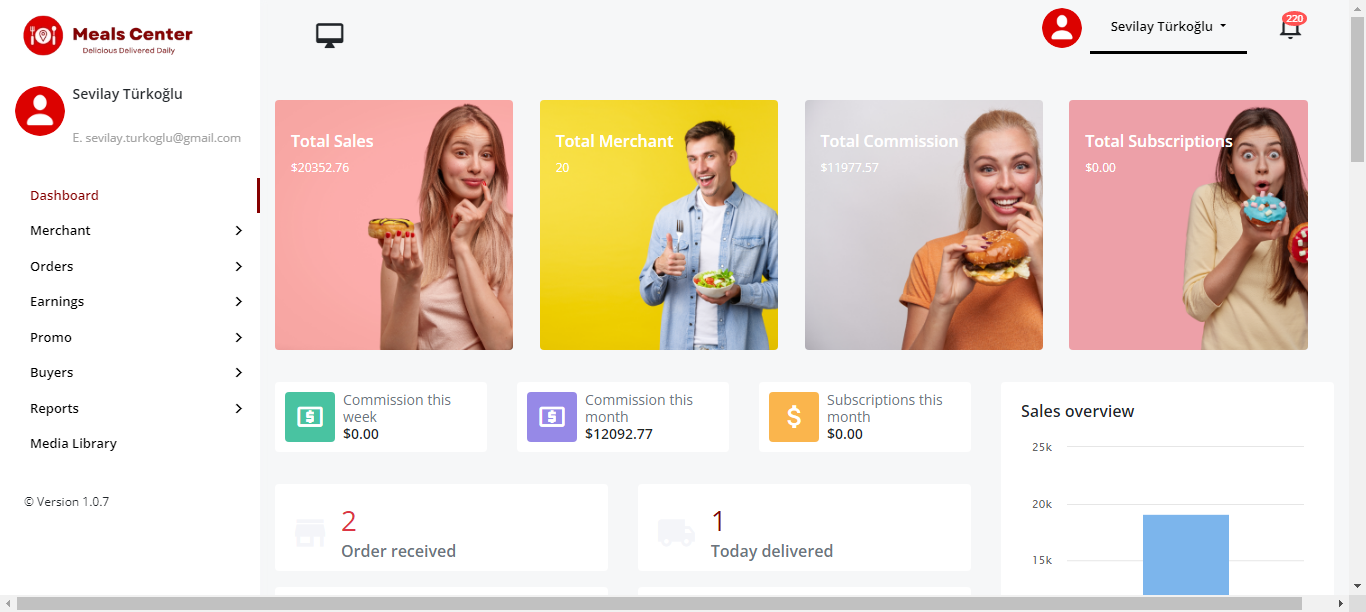 Meals Center
Delicious Delivered Daily
Sevilay Türkoğlu
E. sevilay.turkoglu@gmail.com
Dashboard
Merchant
Orders
Earnings
Promo
Buyers
Reports
Media Library
© Version 1.0.7
Sevilay Türkoğlu
220
Total Sales
$20352.76
Total Merchant
20
Total Commission
$11977.57
Total Subscriptions
$0.00
Commission this
week
$0.00
Commission this
month
$12092.77
Subscriptions this
month
$0.00
2
Order received
1
Today delivered
Sales overview
25k
20k
15k